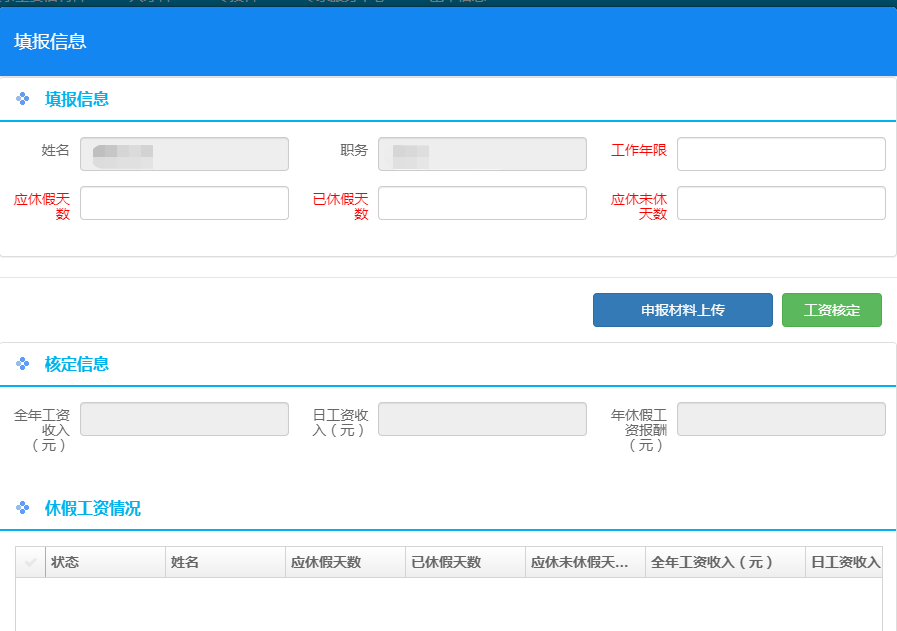 填报信息
填报信息
姓名
职务
工作年限
应休假天
数
已休假天
数
应休未休
天数
申报材料上传
工资核定
核定信息
全年工资
收入
（元）
日工资收
入（元）
年休假工
资报酬
（元）
休假工资情况
状态
姓名
应休假天数
已休假天数
应休未休假天...
全年工资收入（元）
日工资收入